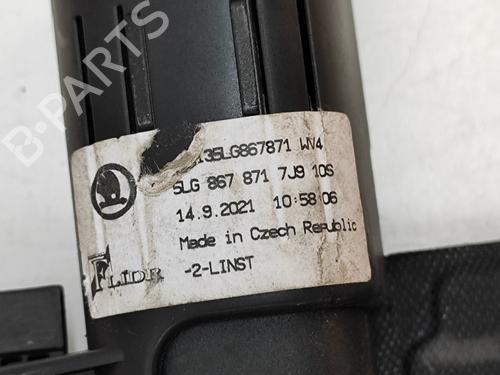 B-PARTS
135LG867871 WV4
5LG 867 871 7J9 10S
14.9.2021 10:58:06
Made in Czech Republic
FLIDR -2-LINST